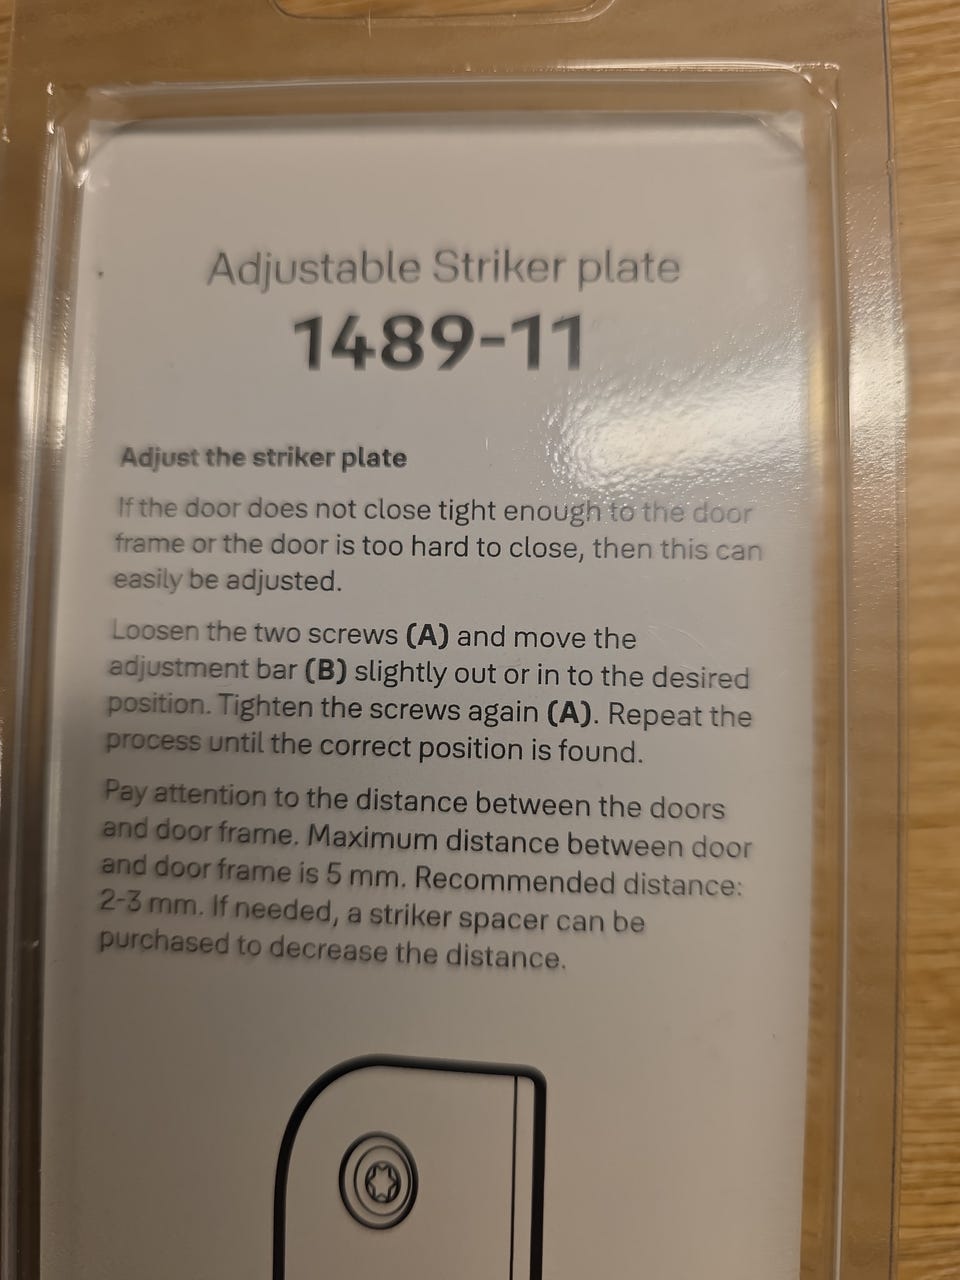 Adjustable Striker plate
1489-11
Adjust the striker plate
If the door does not close tight enough to the door
frame or the door is too hard to close, then this can
easily be adjusted.
Loosen the two screws (A) and move the
adjustment bar (B) slightly out or in to the desired
position. Tighten the screws again (A). Repeat the
process until the correct position is found.
Pay attention to the distance between the doors
and door frame. Maximum distance between door
and door frame is 5 mm. Recommended distance:
2-3 mm. If needed, a striker spacer can be
purchased to decrease the distance.